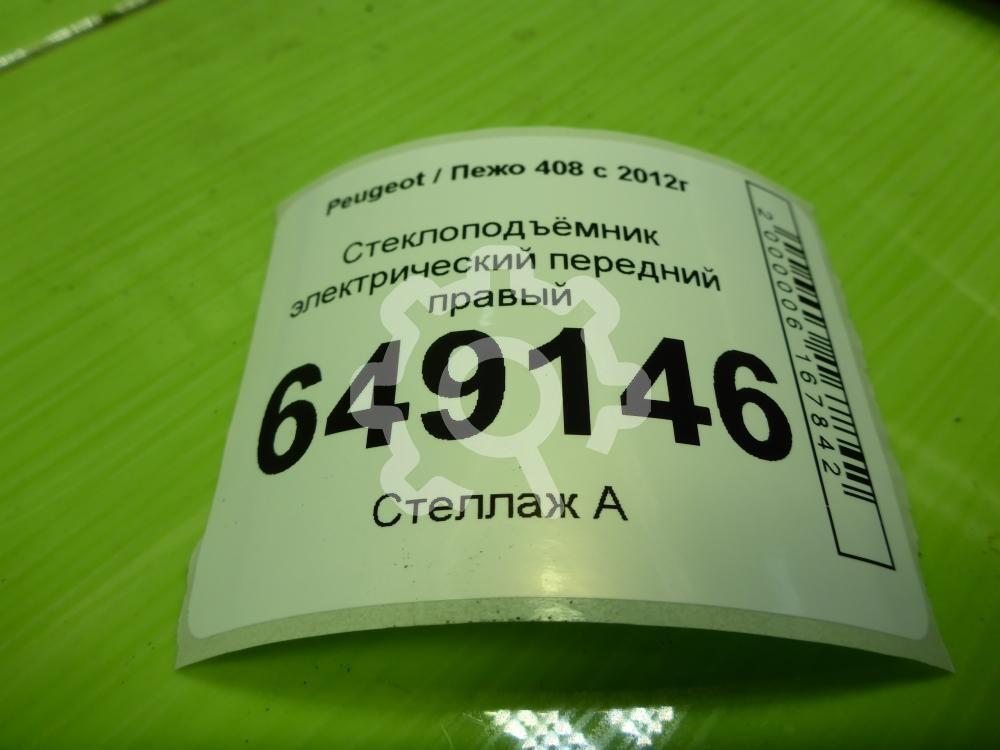 Peugeot / Пежо 408 с 2012г
Стеклоподъёмник
электрический передний
правый
649146
Стеллаж А
2000006167842